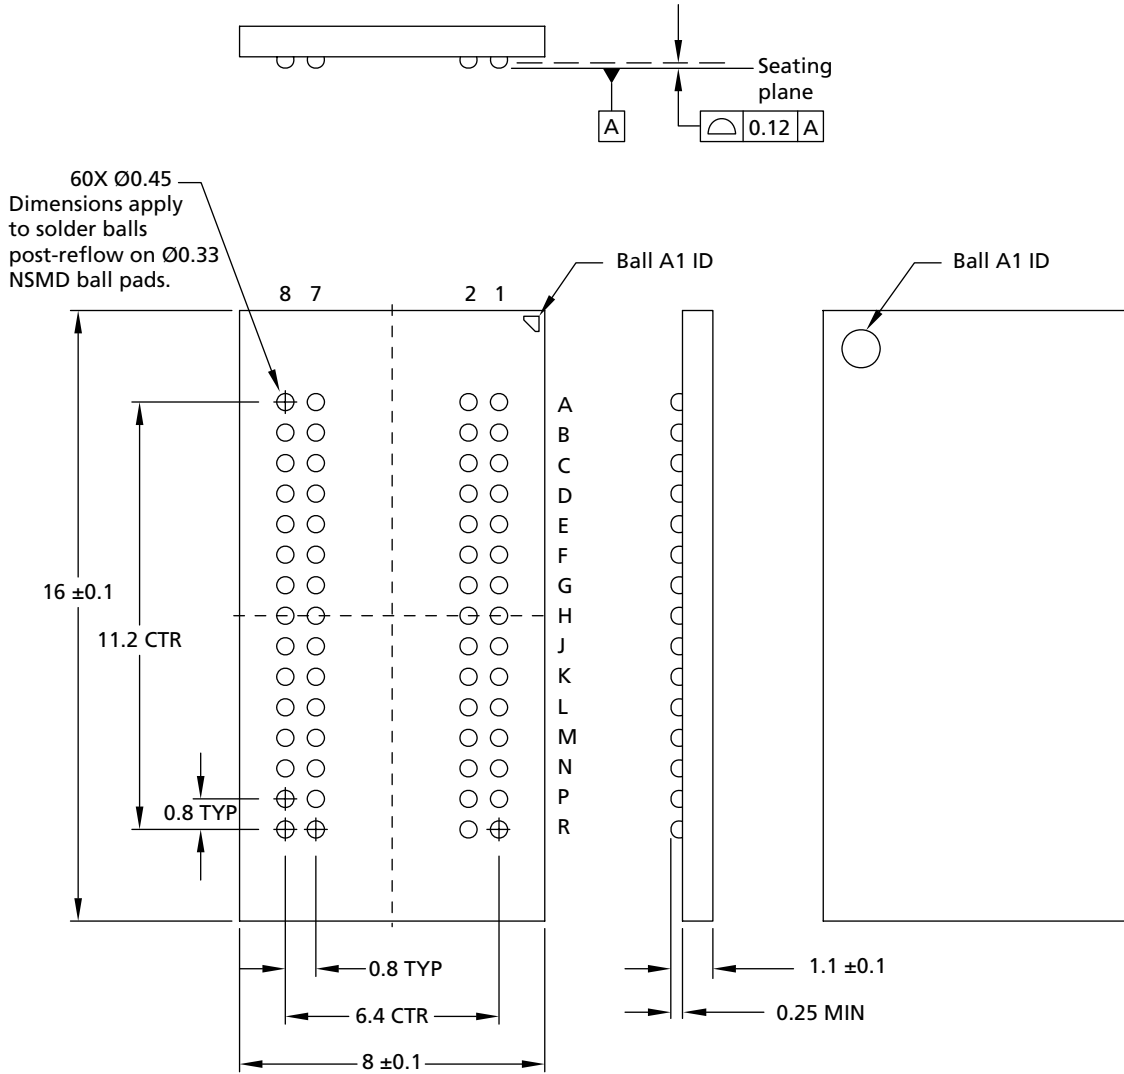 Seating
plane
A
0.12 A
60X Ø0.45
Dimensions apply
to solder balls
post-reflow on Ø0.33
NSMD ball pads.
Ball A1 ID
Ball A1 ID
8 7 2 1
A
B
C
D
E
F
G
H
J
K
L
M
N
P
R
16 ±0.1
11.2 CTR
0.8 TYP
0.8 TYP
6.4 CTR
8 ±0.1
1.1 ±0.1
0.25 MIN